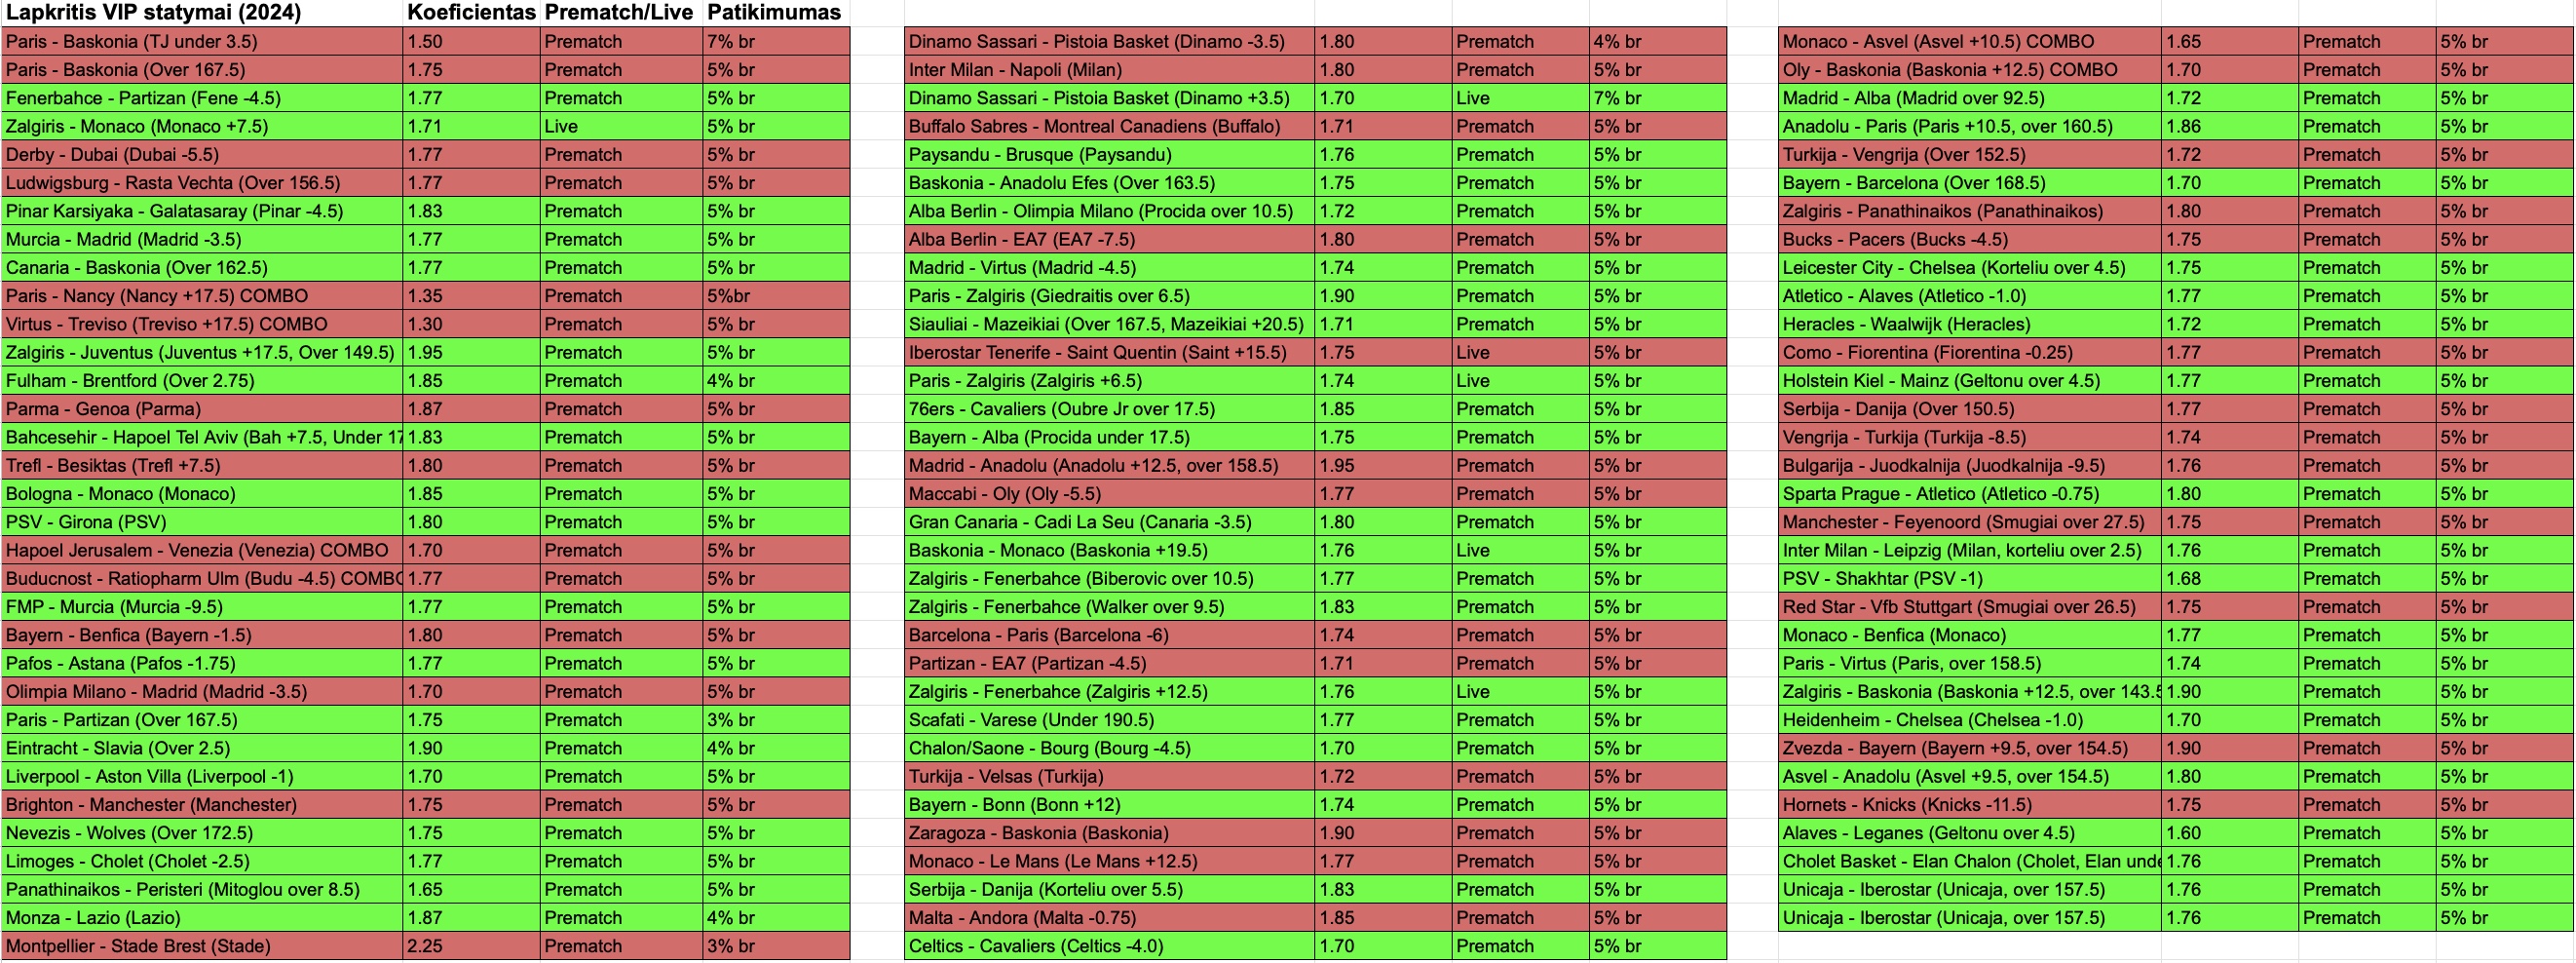 Lapkritis VIP statymai (2024) Koeficientas Prematch/Live Patikimumas
Paris - Baskonia (TJ under 3.5) 1.50 Prematch 7% br
Paris - Baskonia (Over 167.5) 1.75 Prematch 5% br
Fenerbahce - Partizan (Fene -4.5) 1.77 Prematch 5% br
Zalgiris - Monaco (Monaco +7.5) 1.71 Live 5% br
Derby - Dubai (Dubai -5.5) 1.77 Prematch 5% br
Ludwigsburg - Rasta Vechta (Over 156.5) 1.77 Prematch 5% br
Pinar Karsiyaka - Galatasaray (Pinar -4.5) 1.83 Prematch 5% br
Murcia - Madrid (Madrid -3.5) 1.77 Prematch 5% br
Canaria - Baskonia (Over 162.5) 1.77 Prematch 5% br
Paris - Nancy (Nancy +17.5) COMBO 1.35 Prematch 5%br
Virtus - Treviso (Treviso +17.5) COMBO 1.30 Prematch 5% br
Zalgiris - Juventus (Juventus +17.5, Over 149.5) 1.95 Prematch 5% br
Fulham - Brentford (Over 2.75) 1.85 Prematch 4% br
Parma - Genoa (Parma) 1.87 Prematch 5% br
Bahcesehir - Hapoel Tel Aviv (Bah +7.5, Under 17 1.83 Prematch 5% br
Trefl - Besiktas (Trefl +7.5) 1.80 Prematch 5% br
Bologna - Monaco (Monaco) 1.85 Prematch 5% br
PSV - Girona (PSV) 1.80 Prematch 5% br
Hapoel Jerusalem - Venezia (Venezia) COMBO 1.70 Prematch 5% br
Buducnost - Ratiopharm Ulm (Budu -4.5) COMBO 1.77 Prematch 5% br
FMP - Murcia (Murcia -9.5) 1.77 Prematch 5% br
Bayern - Benfica (Bayern -1.5) 1.80 Prematch 5% br
Pafos - Astana (Pafos -1.75) 1.77 Prematch 5% br
Olimpia Milano - Madrid (Madrid -3.5) 1.70 Prematch 5% br
Paris - Partizan (Over 167.5) 1.75 Prematch 3% br
Eintracht - Slavia (Over 2.5) 1.90 Prematch 4% br
Liverpool - Aston Villa (Liverpool -1) 1.70 Prematch 5% br
Brighton - Manchester (Manchester) 1.75 Prematch 5% br
Nevezis - Wolves (Over 172.5) 1.75 Prematch 5% br
Limoges - Cholet (Cholet -2.5) 1.77 Prematch 5% br
Panathinaikos - Peristeri (Mitoglou over 8.5) 1.65 Prematch 5% br
Monza - Lazio (Lazio) 1.87 Prematch 4% br
Montpellier - Stade Brest (Stade) 2.25 Prematch 3% br
Dinamo Sassari - Pistoia Basket (Dinamo -3.5) 1.80 Prematch 4% br
Inter Milan - Napoli (Milan) 1.80 Prematch 5% br
Dinamo Sassari - Pistoia Basket (Dinamo +3.5) 1.70 Live 7% br
Buffalo Sabres - Montreal Canadiens (Buffalo) 1.71 Prematch 5% br
Paysandu - Brusque (Paysandu) 1.76 Prematch 5% br
Baskonia - Anadolu Efes (Over 163.5) 1.75 Prematch 5% br
Alba Berlin - Olimpia Milano (Procida over 10.5) 1.72 Prematch 5% br
Alba Berlin - EA7 (EA7 -7.5) 1.80 Prematch 5% br
Madrid - Virtus (Madrid -4.5) 1.74 Prematch 5% br
Paris - Zalgiris (Giedraitis over 6.5) 1.90 Prematch 5% br
Siauliai - Mazeikiai (Over 167.5, Mazeikiai +20.5) 1.71 Prematch 5% br
Iberostar Tenerife - Saint Quentin (Saint +15.5) 1.75 Live 5% br
Paris - Zalgiris (Zalgiris +6.5) 1.74 Live 5% br
76ers - Cavaliers (Oubre Jr over 17.5) 1.85 Prematch 5% br
Bayern - Alba (Procida under 17.5) 1.75 Prematch 5% br
Madrid - Anadolu (Anadolu +12.5, over 158.5) 1.95 Prematch 5% br
Maccabi - Oly (Oly -5.5) 1.77 Prematch 5% br
Gran Canaria - Cadi La Seu (Canaria -3.5) 1.80 Prematch 5% br
Baskonia - Monaco (Baskonia +19.5) 1.76 Live 5% br
Zalgiris - Fenerbahce (Biberovic over 10.5) 1.77 Prematch 5% br
Zalgiris - Fenerbahce (Walker over 9.5) 1.83 Prematch 5% br
Barcelona - Paris (Barcelona -6) 1.74 Prematch 5% br
Partizan - EA7 (Partizan -4.5) 1.71 Prematch 5% br
Zalgiris - Fenerbahce (Zalgiris +12.5) 1.76 Live 5% br
Scafati - Varese (Under 190.5) 1.77 Prematch 5% br
Chalon/Saone - Bourg (Bourg -4.5) 1.70 Prematch 5% br
Turkija - Velsas (Turkija) 1.72 Prematch 5% br
Bayern - Bonn (Bonn +12) 1.74 Prematch 5% br
Zaragoza - Baskonia (Baskonia) 1.90 Prematch 5% br
Monaco - Le Mans (Le Mans +12.5) 1.77 Prematch 5% br
Serbija - Danija (Korteliu over 5.5) 1.83 Prematch 5% br
Malta - Andora (Malta -0.75) 1.85 Prematch 5% br
Celtics - Cavaliers (Celtics -4.0) 1.70 Prematch 5% br
Monaco - Asvel (Asvel +10.5) COMBO 1.65 Prematch 5% br
Oly - Baskonia (Baskonia +12.5) COMBO 1.70 Prematch 5% br
Madrid - Alba (Madrid over 92.5) 1.72 Prematch 5% br
Anadolu - Paris (Paris +10.5, over 160.5) 1.86 Prematch 5% br
Turkija - Vengrija (Over 152.5) 1.72 Prematch 5% br
Bayern - Barcelona (Over 168.5) 1.70 Prematch 5% br
Zalgiris - Panathinaikos (Panathinaikos) 1.80 Prematch 5% br
Bucks - Pacers (Bucks -4.5) 1.75 Prematch 5% br
Leicester City - Chelsea (Korteliu over 4.5) 1.75 Prematch 5% br
Atletico - Alaves (Atletico -1.0) 1.77 Prematch 5% br
Heracles - Waalwijk (Heracles) 1.72 Prematch 5% br
Como - Fiorentina (Fiorentina -0.25) 1.77 Prematch 5% br
Holstein Kiel - Mainz (Geltonu over 4.5) 1.77 Prematch 5% br
Serbija - Danija (Over 150.5) 1.77 Prematch 5% br
Vengrija - Turkija (Turkija -8.5) 1.74 Prematch 5% br
Bulgarija - Juodkalnija (Juodkalnija -9.5) 1.76 Prematch 5% br
Sparta Prague - Atletico (Atletico -0.75) 1.80 Prematch 5% br
Manchester - Feyenoord (Smugiai over 27.5) 1.75 Prematch 5% br
Inter Milan - Leipzig (Milan, korteliu over 2.5) 1.76 Prematch 5% br
PSV - Shakhtar (PSV -1) 1.68 Prematch 5% br
Red Star - Vfb Stuttgart (Smugiai over 26.5) 1.75 Prematch 5% br
Monaco - Benfica (Monaco) 1.77 Prematch 5% br
Paris - Virtus (Paris, over 158.5) 1.74 Prematch 5% br
Zalgiris - Baskonia (Baskonia +12.5, over 143.5 1.90 Prematch 5% br
Heidenheim - Chelsea (Chelsea -1.0) 1.70 Prematch 5% br
Zvezda - Bayern (Bayern +9.5, over 154.5) 1.90 Prematch 5% br
Asvel - Anadolu (Asvel +9.5, over 154.5) 1.80 Prematch 5% br
Hornets - Knicks (Knicks -11.5) 1.75 Prematch 5% br
Alaves - Leganes (Geltonu over 4.5) 1.60 Prematch 5% br
Cholet Basket - Elan Chalon (Cholet, Elan unde 1.76 Prematch 5% br
Unicaja - Iberostar (Unicaja, over 157.5) 1.76 Prematch 5% br
Unicaja - Iberostar (Unicaja, over 157.5) 1.76 Prematch 5% br